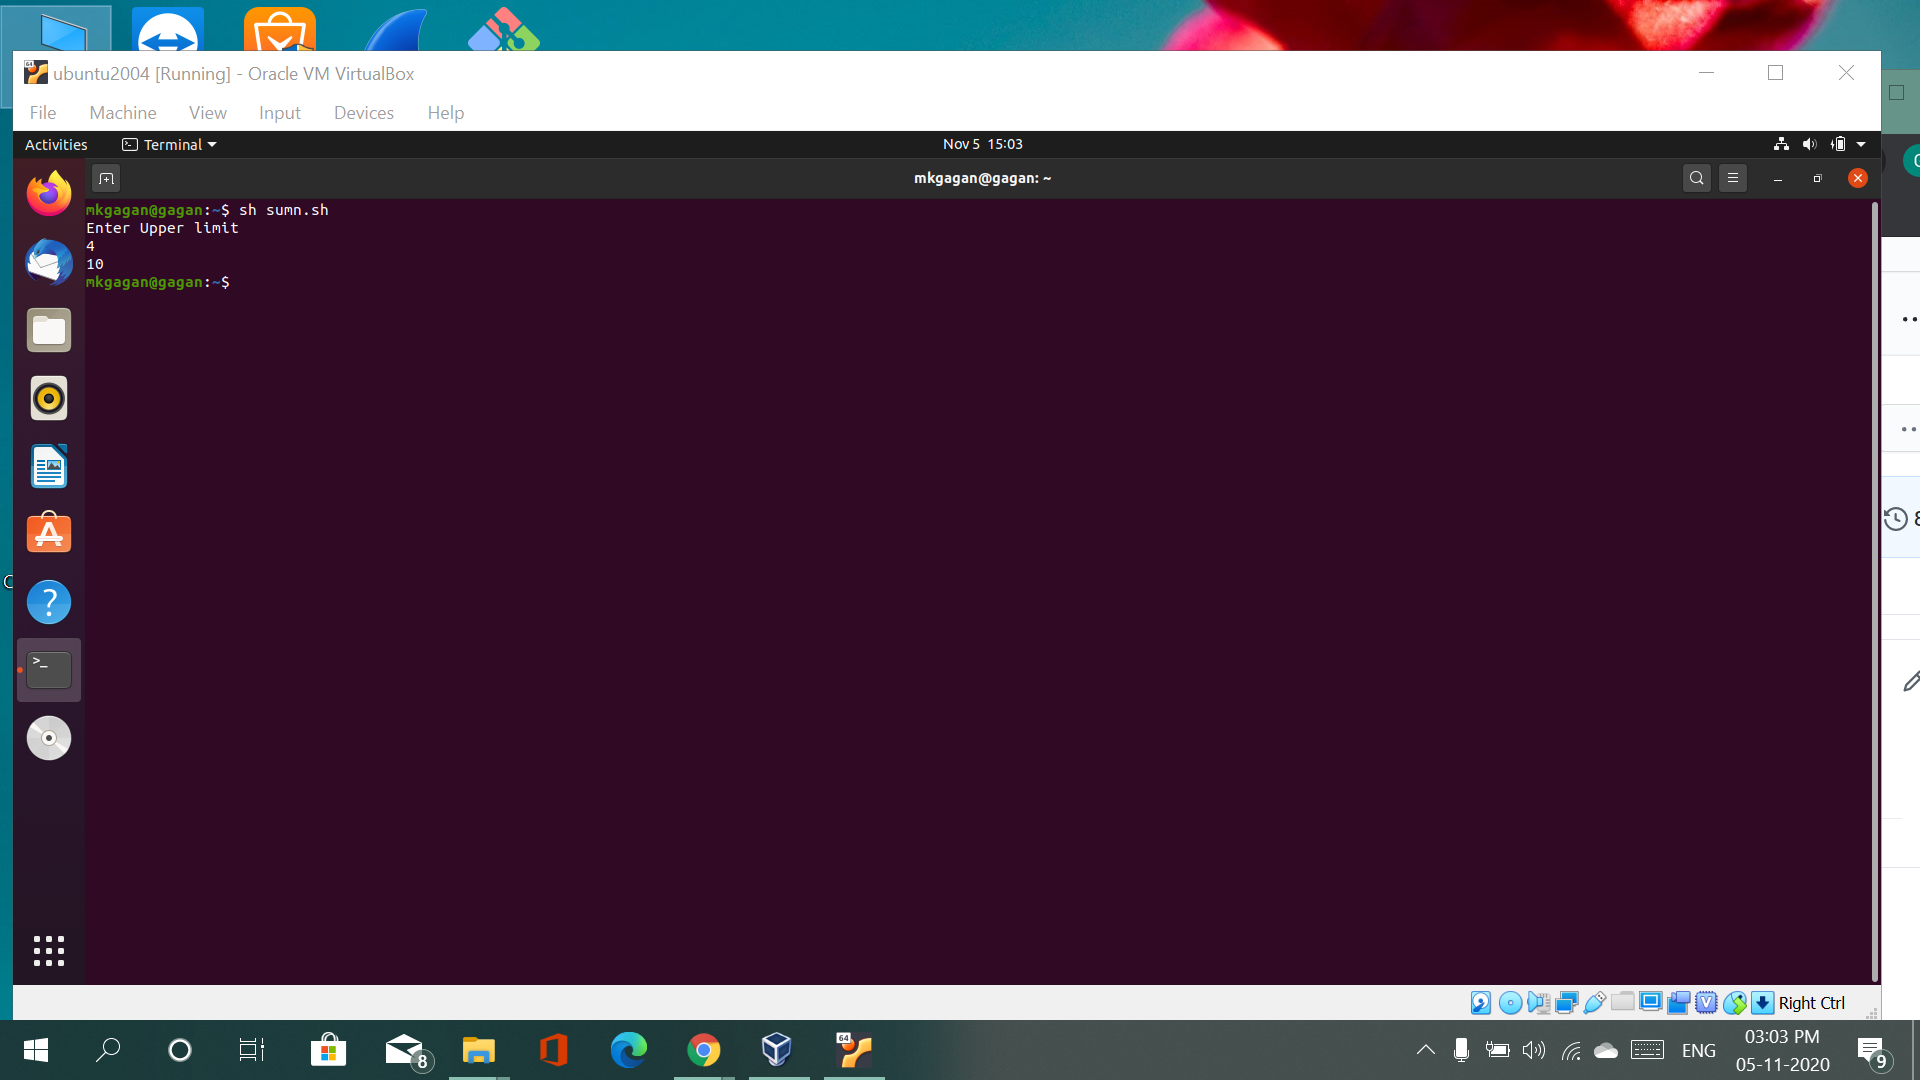 ubuntu2004 [Running] - Oracle VM VirtualBox
File Machine View Input Devices Help
Activities Terminal Nov 5 15:03
mkgagan@gagan: ~
mkgagan@gagan:~$ sh sumn.sh
Enter Upper limit
4
10
mkgagan@gagan:~$
Right Ctrl
8
ENG
03:03 PM
05-11-2020
9